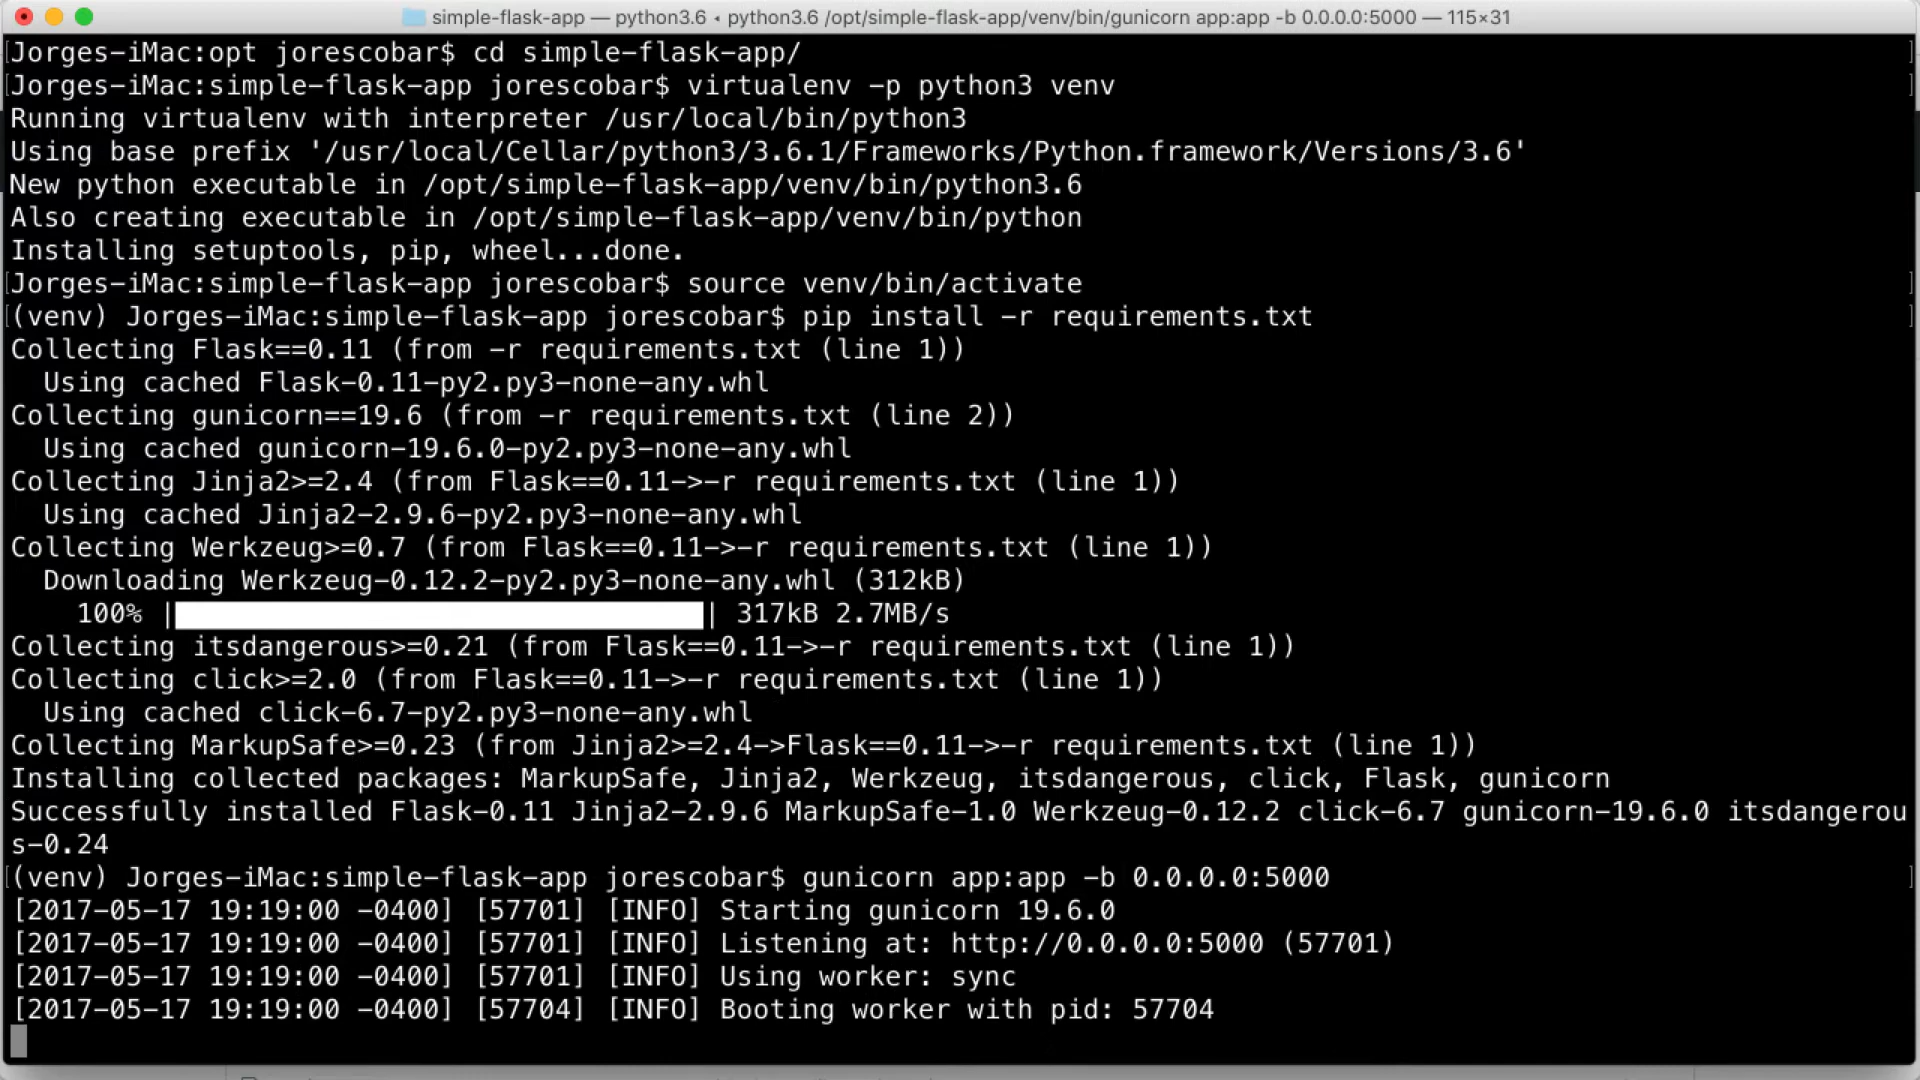 simple-flask-app — python3.6 • python3.6 /opt/simple-flask-app/venv/bin/gunicorn app:app -b 0.0.0.0:5000 — 115×31
[Jorges-iMac:opt jorescobar$ cd simple-flask-app/ ]
[Jorges-iMac:simple-flask-app jorescobar$ virtualenv -p python3 venv ]
Running virtualenv with interpreter /usr/local/bin/python3
Using base prefix '/usr/local/Cellar/python3/3.6.1/Frameworks/Python.framework/Versions/3.6'
New python executable in /opt/simple-flask-app/venv/bin/python3.6
Also creating executable in /opt/simple-flask-app/venv/bin/python
Installing setuptools, pip, wheel...done.
[Jorges-iMac:simple-flask-app jorescobar$ source venv/bin/activate ]
[(venv) Jorges-iMac:simple-flask-app jorescobar$ pip install -r requirements.txt ]
Collecting Flask==0.11 (from -r requirements.txt (line 1))
  Using cached Flask-0.11-py2.py3-none-any.whl
Collecting gunicorn==19.6 (from -r requirements.txt (line 2))
  Using cached gunicorn-19.6.0-py2.py3-none-any.whl
Collecting Jinja2>=2.4 (from Flask==0.11->-r requirements.txt (line 1))
  Using cached Jinja2-2.9.6-py2.py3-none-any.whl
Collecting Werkzeug>=0.7 (from Flask==0.11->-r requirements.txt (line 1))
  Downloading Werkzeug-0.12.2-py2.py3-none-any.whl (312kB)
    100% |████████████████████████████████| 317kB 2.7MB/s
Collecting itsdangerous>=0.21 (from Flask==0.11->-r requirements.txt (line 1))
Collecting click>=2.0 (from Flask==0.11->-r requirements.txt (line 1))
  Using cached click-6.7-py2.py3-none-any.whl
Collecting MarkupSafe>=0.23 (from Jinja2>=2.4->Flask==0.11->-r requirements.txt (line 1))
Installing collected packages: MarkupSafe, Jinja2, Werkzeug, itsdangerous, click, Flask, gunicorn
Successfully installed Flask-0.11 Jinja2-2.9.6 MarkupSafe-1.0 Werkzeug-0.12.2 click-6.7 gunicorn-19.6.0 itsdangerou
s-0.24
[(venv) Jorges-iMac:simple-flask-app jorescobar$ gunicorn app:app -b 0.0.0.0:5000 ]
[2017-05-17 19:19:00 -0400] [57701] [INFO] Starting gunicorn 19.6.0
[2017-05-17 19:19:00 -0400] [57701] [INFO] Listening at: http://0.0.0.0:5000 (57701)
[2017-05-17 19:19:00 -0400] [57701] [INFO] Using worker: sync
[2017-05-17 19:19:00 -0400] [57704] [INFO] Booting worker with pid: 57704